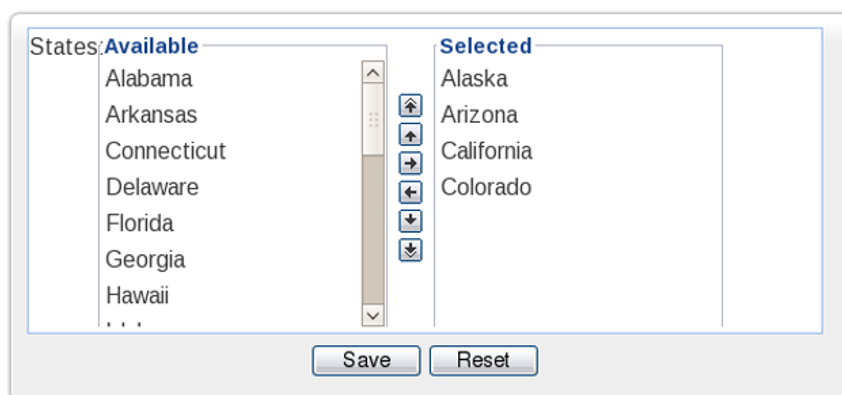 States:
Available
Alabama
Arkansas
Connecticut
Delaware
Florida
Georgia
Hawaii
Selected
Alaska
Arizona
California
Colorado
Save
Reset